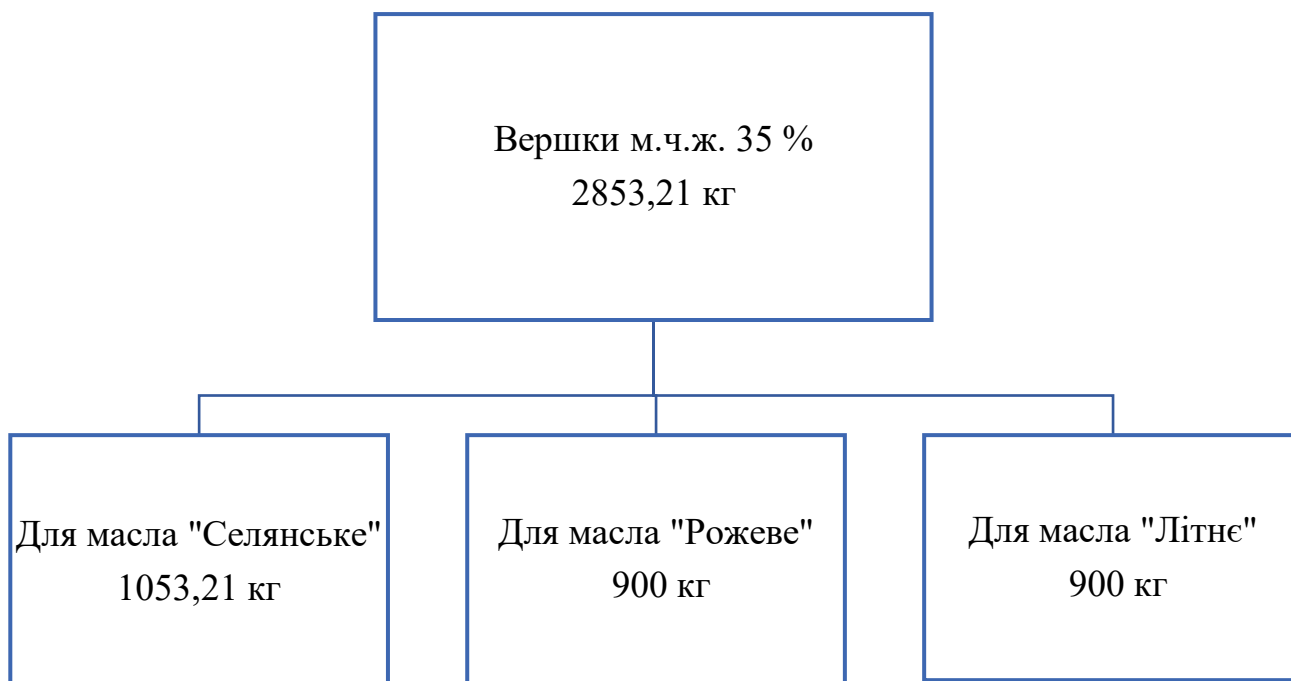 Вершки м.ч.ж. 35 %
2853,21 кг
Для масла "Селянське"
1053,21 кг
Для масла "Рожеве"
900 кг
Для масла "Літнє"
900 кг